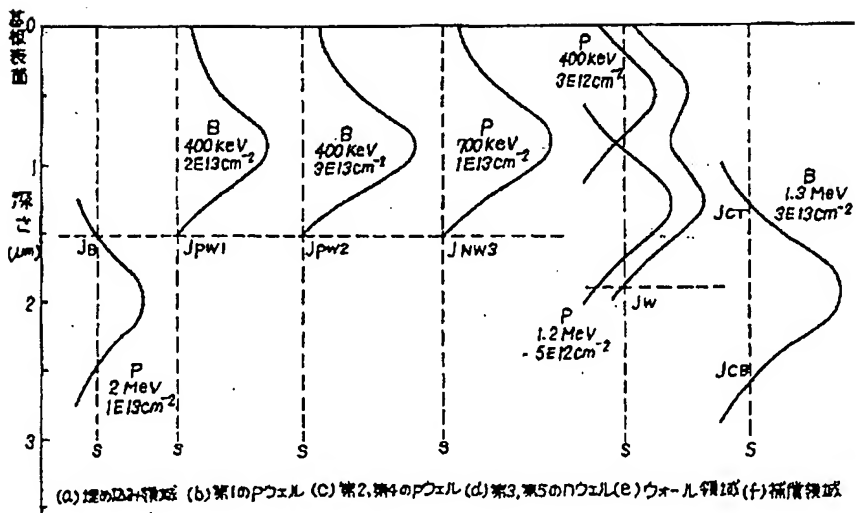 0
1
2
3
深さ
(μm)
B
400keV
2E13cm⁻²
B
400keV
3E13cm⁻²
P
700keV
1E13cm⁻²
P
400keV
3E12cm⁻²
B
1.3MeV
3E13cm⁻²
P
1.2MeV
5E12cm⁻²
P
2MeV
1E13cm⁻²
JB
JPW1
JPW2
JNW3
JW
JCT
JCB
S
S
S
S
S
S
(a)埋め込み領域 (b)第1のPウェル (c)第2,第4のPウェル (d)第3,第5のnウェル (e)ウォール領域 (f)補償領域